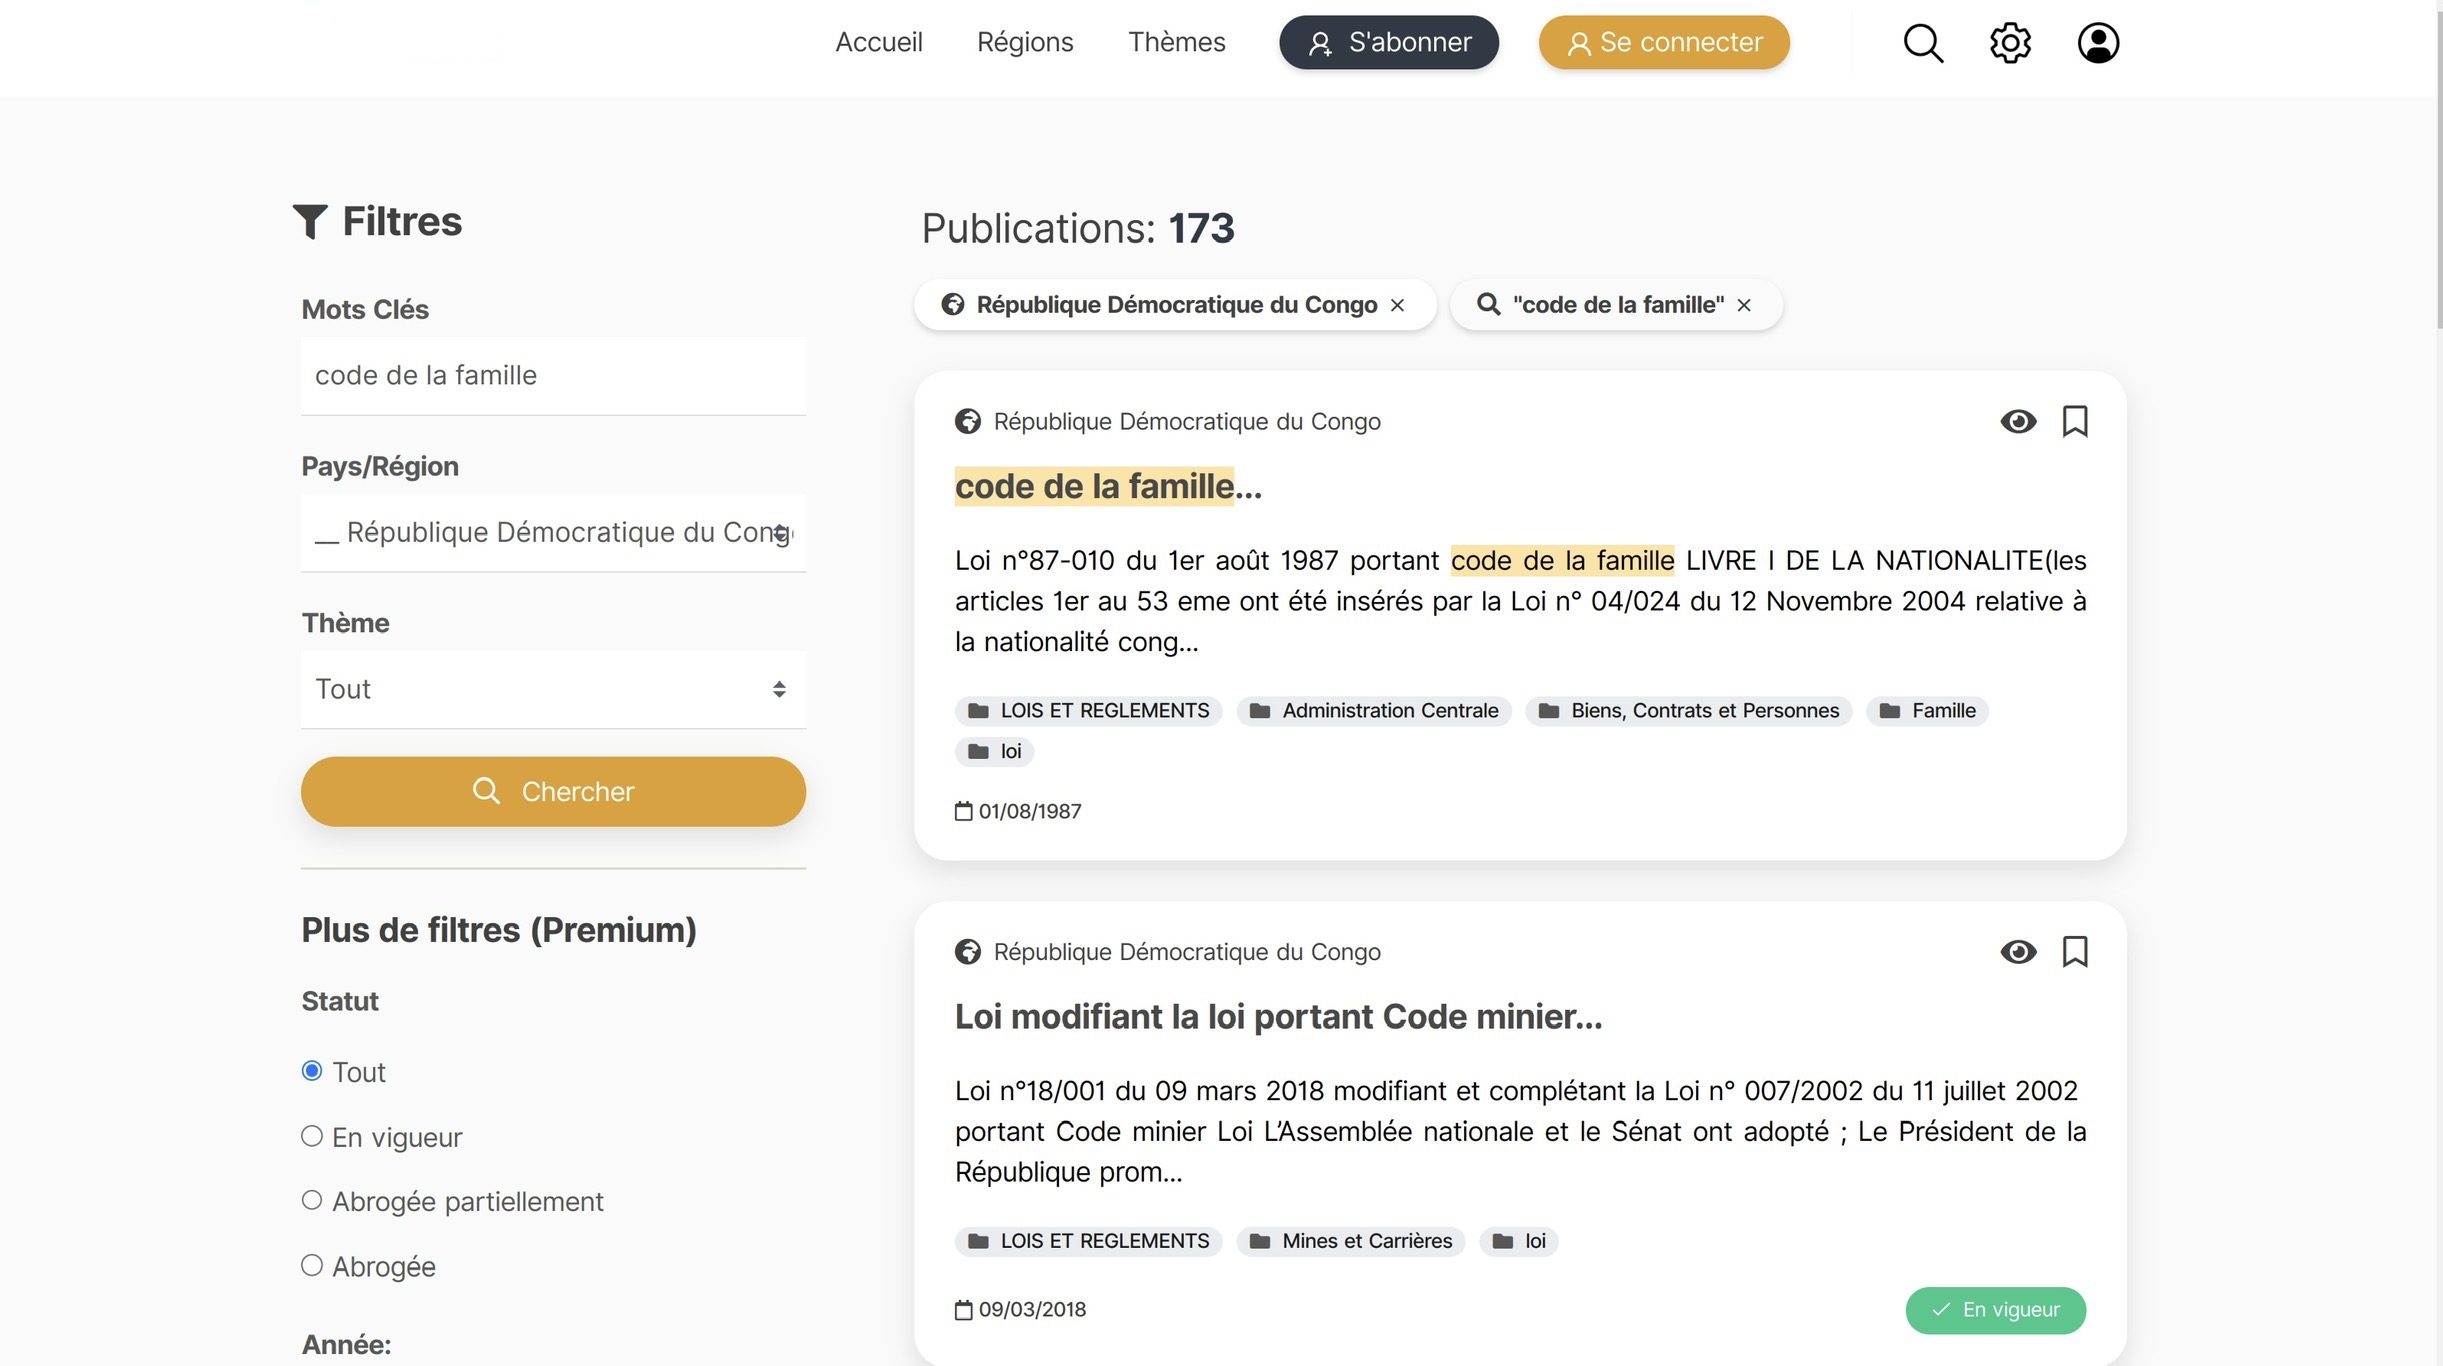 Accueil
Régions
Thèmes
S'abonner
Se connecter
Filtres
Mots Clés
code de la famille
Pays/Région
__ République Démocratique du Congo
Thème
Tout
Chercher
Plus de filtres (Premium)
Statut
Tout
En vigueur
Abrogée partiellement
Abrogée
Année:
Publications: 173
République Démocratique du Congo ×
"code de la famille" ×
République Démocratique du Congo
code de la famille...
Loi n°87-010 du 1er août 1987 portant code de la famille LIVRE I DE LA NATIONALITE(les
articles 1er au 53 eme ont été insérés par la Loi n° 04/024 du 12 Novembre 2004 relative à
la nationalité cong...
LOIS ET REGLEMENTS
Administration Centrale
Biens, Contrats et Personnes
Famille
loi
01/08/1987
République Démocratique du Congo
Loi modifiant la loi portant Code minier...
Loi n°18/001 du 09 mars 2018 modifiant et complétant la Loi n° 007/2002 du 11 juillet 2002
portant Code minier Loi L’Assemblée nationale et le Sénat ont adopté ; Le Président de la
République prom...
LOIS ET REGLEMENTS
Mines et Carrières
loi
09/03/2018
En vigueur